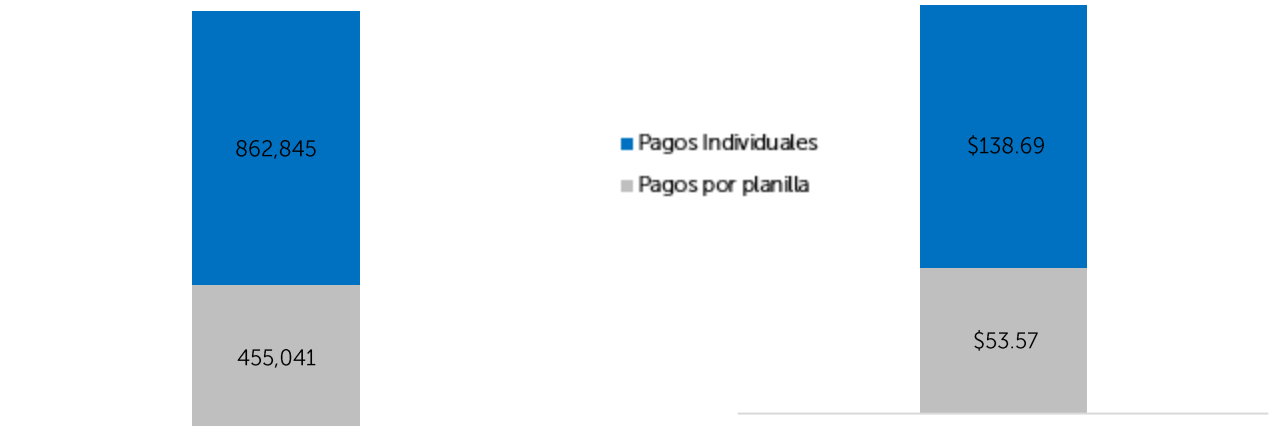 862,845
455,041
Pagos Individuales
Pagos por planilla
$138.69
$53.57